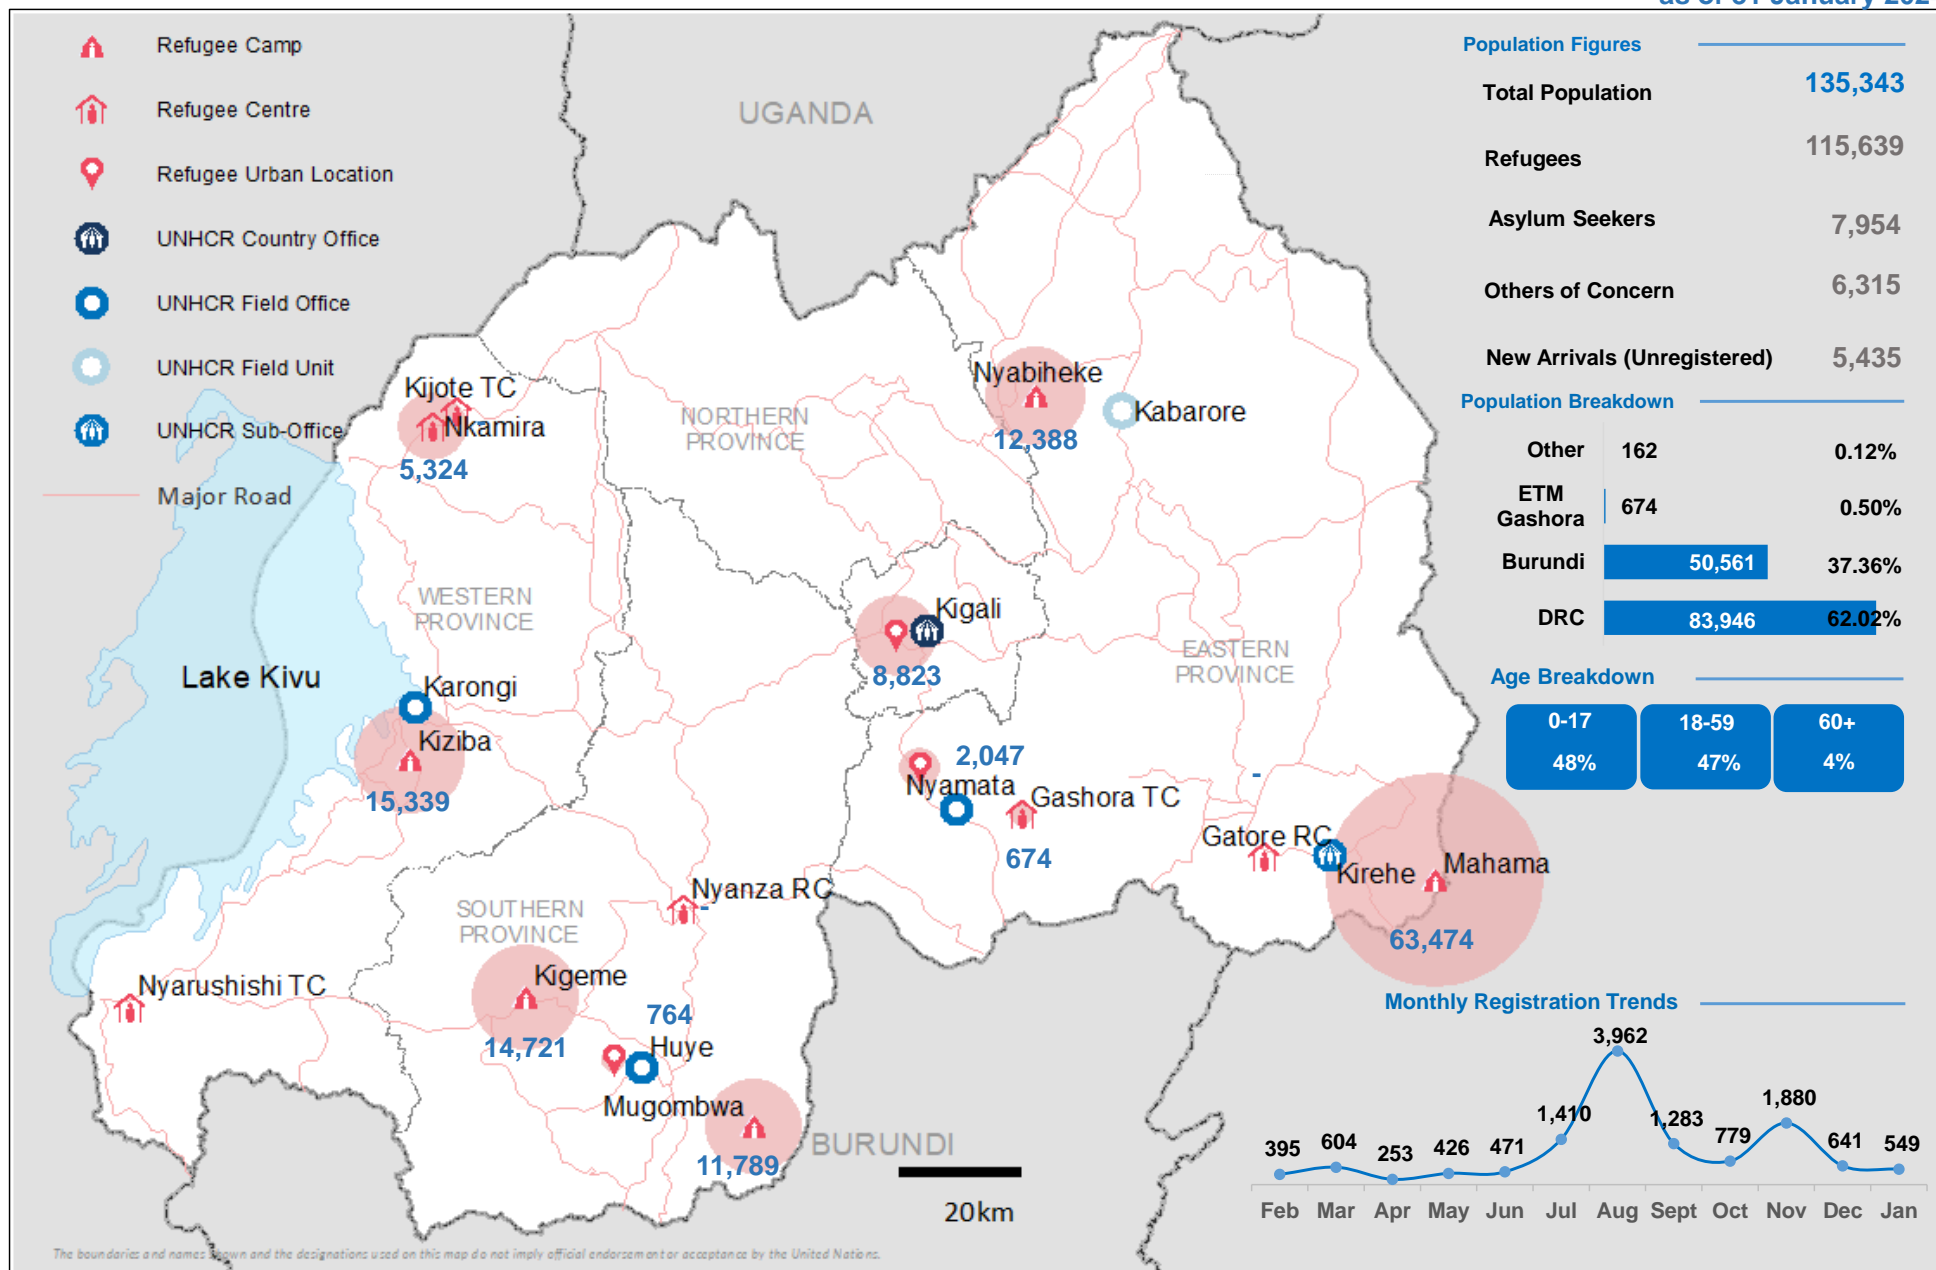 as of 31 January 202
Refugee Camp
Refugee Centre
Refugee Urban Location
UNHCR Country Office
UNHCR Field Office
UNHCR Field Unit
UNHCR Sub-Office
Major Road
UGANDA
NORTHERN
PROVINCE
WESTERN
PROVINCE
EASTERN
PROVINCE
SOUTHERN
PROVINCE
BURUNDI
Lake Kivu
Kijote TC
Nkamira
-
5,324
Nyabiheke
12,388
Kabarore
Kigali
8,823
Karongi
Kiziba
15,339
2,047
Nyamata
Gashora TC
674
-
Gatore RC
Kirehe
Mahama
63,474
Nyanza RC
-
Nyarushishi TC
Kigeme
14,721
764
Huye
Mugombwa
11,789
20km
The boundaries and names shown and the designations used on this map do not imply official endorsement or acceptance by the United Nations.
Population Figures
Total Population 135,343
Refugees 115,639
Asylum Seekers 7,954
Others of Concern 6,315
New Arrivals (Unregistered) 5,435
Population Breakdown
Other 162 0.12%
ETM
Gashora 674 0.50%
Burundi 50,561 37.36%
DRC 83,946 62.02%
Age Breakdown
0-17 18-59 60+
48% 47% 4%
Monthly Registration Trends
395 604 253 426 471 1,410 3,962 1,283 779 1,880 641 549
Feb Mar Apr May Jun Jul Aug Sept Oct Nov Dec Jan